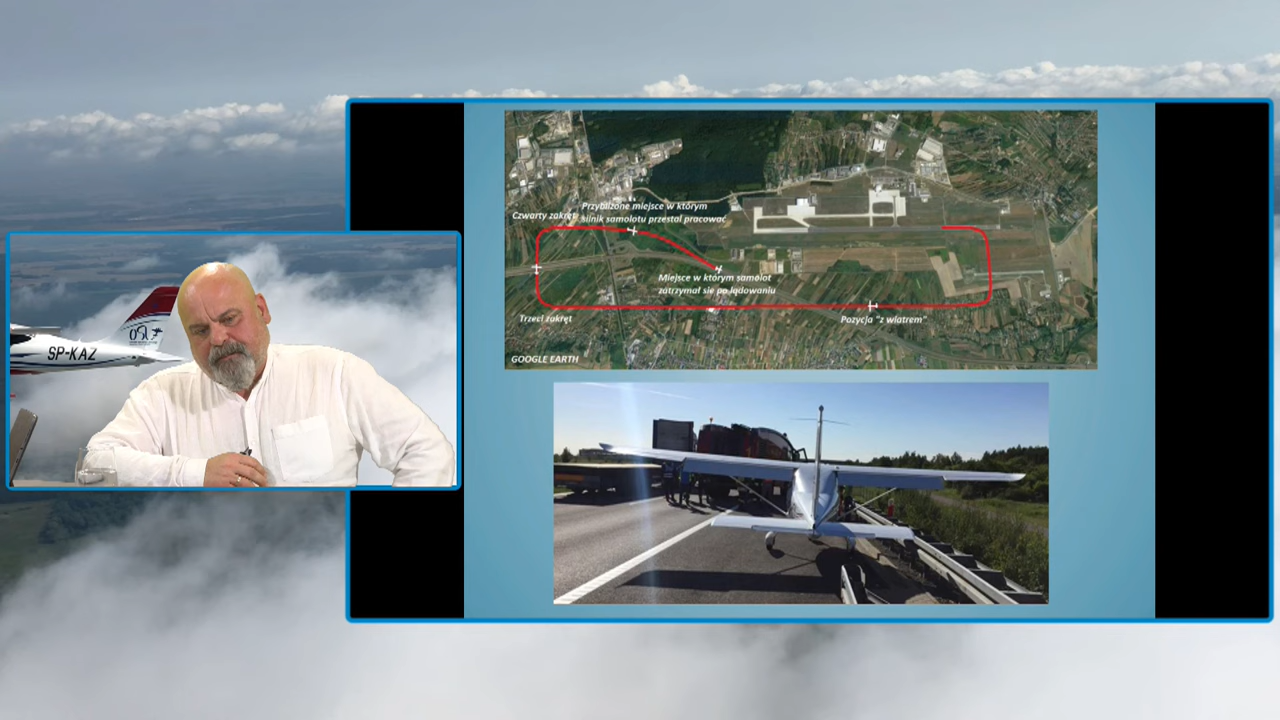 Przybliżone miejsce w którym
silnik samolotu przestał pracować
Czwarty zakręt
Miejsce w którym samolot
zatrzymał się po lądowaniu
Trzeci zakręt
Pozycja "z wiatrem"
GOOGLE EARTH
SP-KAZ